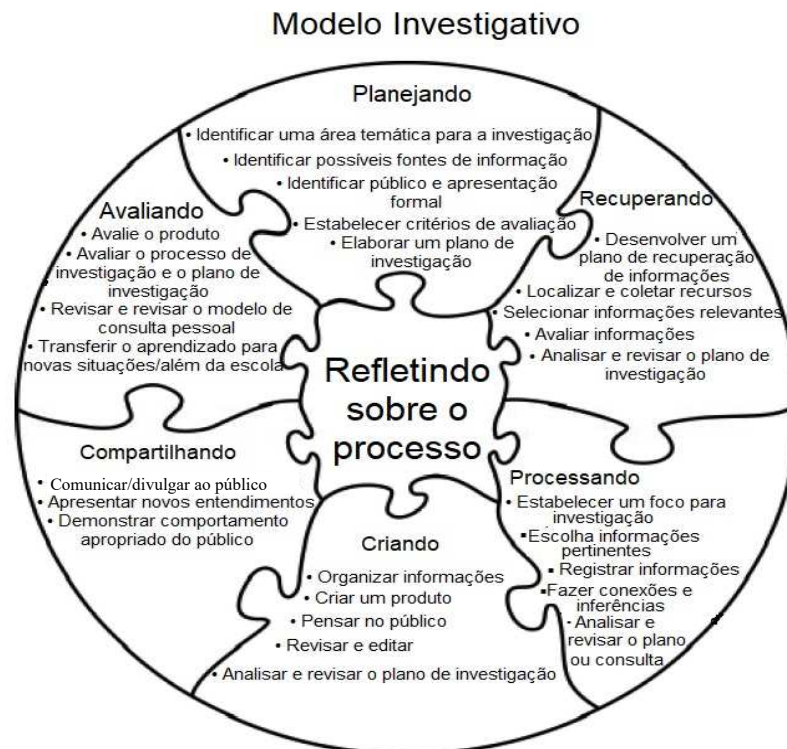 Modelo Investigativo
Planejando
• Identificar uma área temática para a investigação
• Identificar possíveis fontes de informação
• Identificar público e apresentação
formal
• Estabelecer critérios de avaliação
• Elaborar um plano de
investigação
Recuperando
• Desenvolver um
plano de recuperação
de informações
• Localizar e coletar recursos
• Selecionar informações relevantes
• Avaliar informações
• Analisar e revisar o plano de
investigação
Processando
• Estabelecer um foco para
investigação
▪ Escolha informações
pertinentes
▪ Registrar informações
▪ Fazer conexões e
inferências
· Analisar e
revisar o plano
ou consulta
Criando
• Organizar informações
• Criar um produto
• Pensar no público
• Revisar e editar
• Analisar e revisar o plano de investigação
Compartilhando
• Comunicar/divulgar ao público
• Apresentar novos entendimentos
• Demonstrar comportamento
apropriado do público
Avaliando
• Avalie o produto
• Avaliar o processo de
investigação e o plano de
investigação
• Revisar e revisar o modelo de
consulta pessoal
• Transferir o aprendizado para
novas situações/além da escola
Refletindo
sobre o
processo